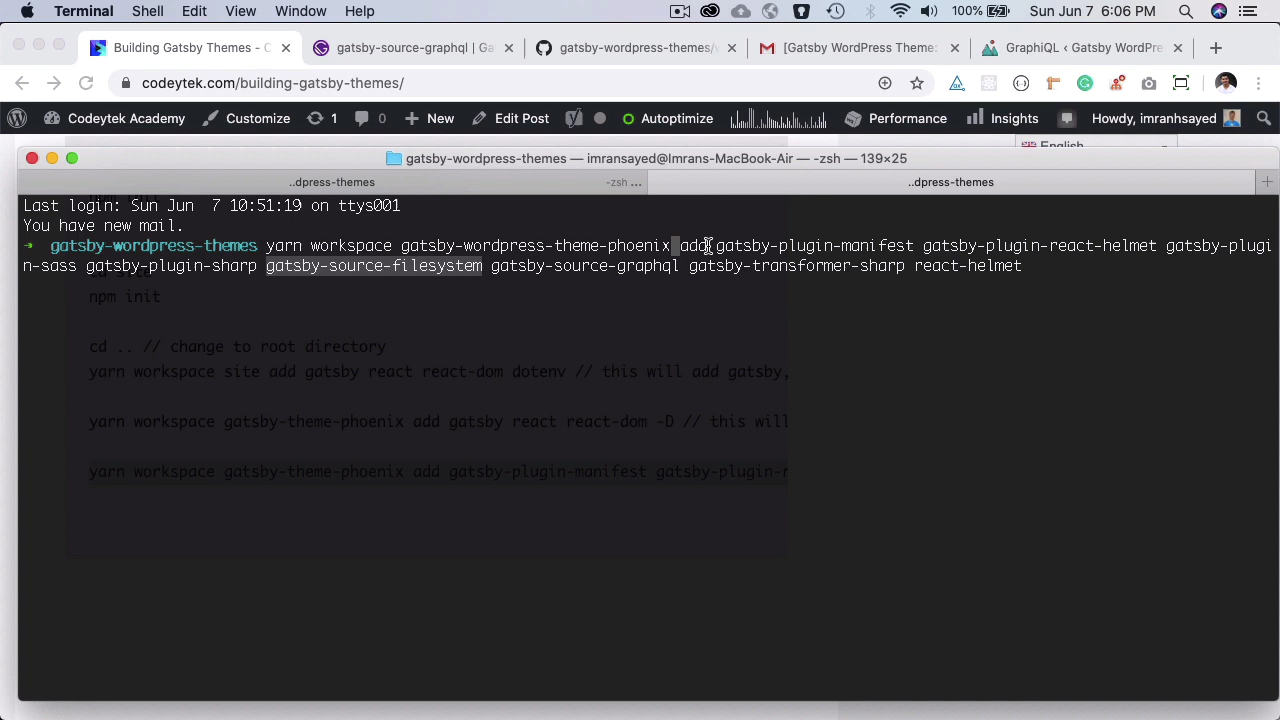 Terminal Shell Edit View Window Help 100% Sun Jun 7 6:06 PM
Building Gatsby Themes - C gatsby-source-graphql | Ga gatsby-wordpress-themes/ [Gatsby WordPress Theme: GraphiQL ‹ Gatsby WordPre
codeytek.com/building-gatsby-themes/
Codeytek Academy Customize 1 0 New Edit Post Autoptimize Performance Insights Howdy, imranhsayed
English
gatsby-wordpress-themes — imransayed@Imrans-MacBook-Air — -zsh — 139×25
..dpress-themes -zsh ... ..dpress-themes
Last login: Sun Jun  7 10:51:19 on ttys001
You have new mail.
➜ gatsby-wordpress-themes yarn workspace gatsby-wordpress-theme-phoenix add gatsby-plugin-manifest gatsby-plugin-react-helmet gatsby-plugi
n-sass gatsby-plugin-sharp gatsby-source-filesystem gatsby-source-graphql gatsby-transformer-sharp react-helmet
npm init
cd .. // change to root directory
yarn workspace site add gatsby react react-dom dotenv // this will add gatsby,
yarn workspace gatsby-theme-phoenix add gatsby react react-dom -D // this will
yarn workspace gatsby-theme-phoenix add gatsby-plugin-manifest gatsby-plugin-r